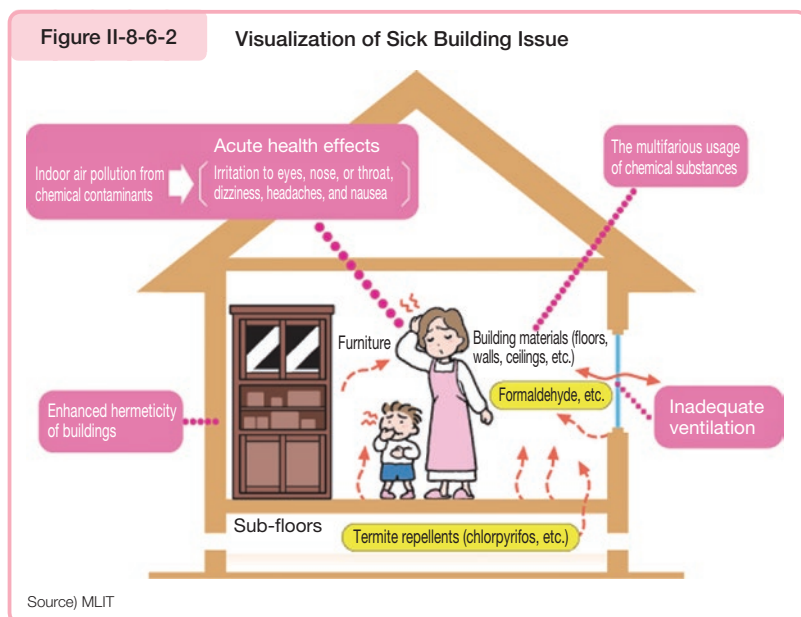 Figure II-8-6-2
Visualization of Sick Building Issue
Acute health effects
Indoor air pollution from
chemical contaminants
Irritation to eyes, nose, or throat,
dizziness, headaches, and nausea
The multifarious usage
of chemical substances
Furniture
Building materials (floors,
walls, ceilings, etc.)
Formaldehyde, etc.
Enhanced hermeticity
of buildings
Inadequate
ventilation
Sub-floors
Termite repellents (chlorpyrifos, etc.)
Source) MLIT